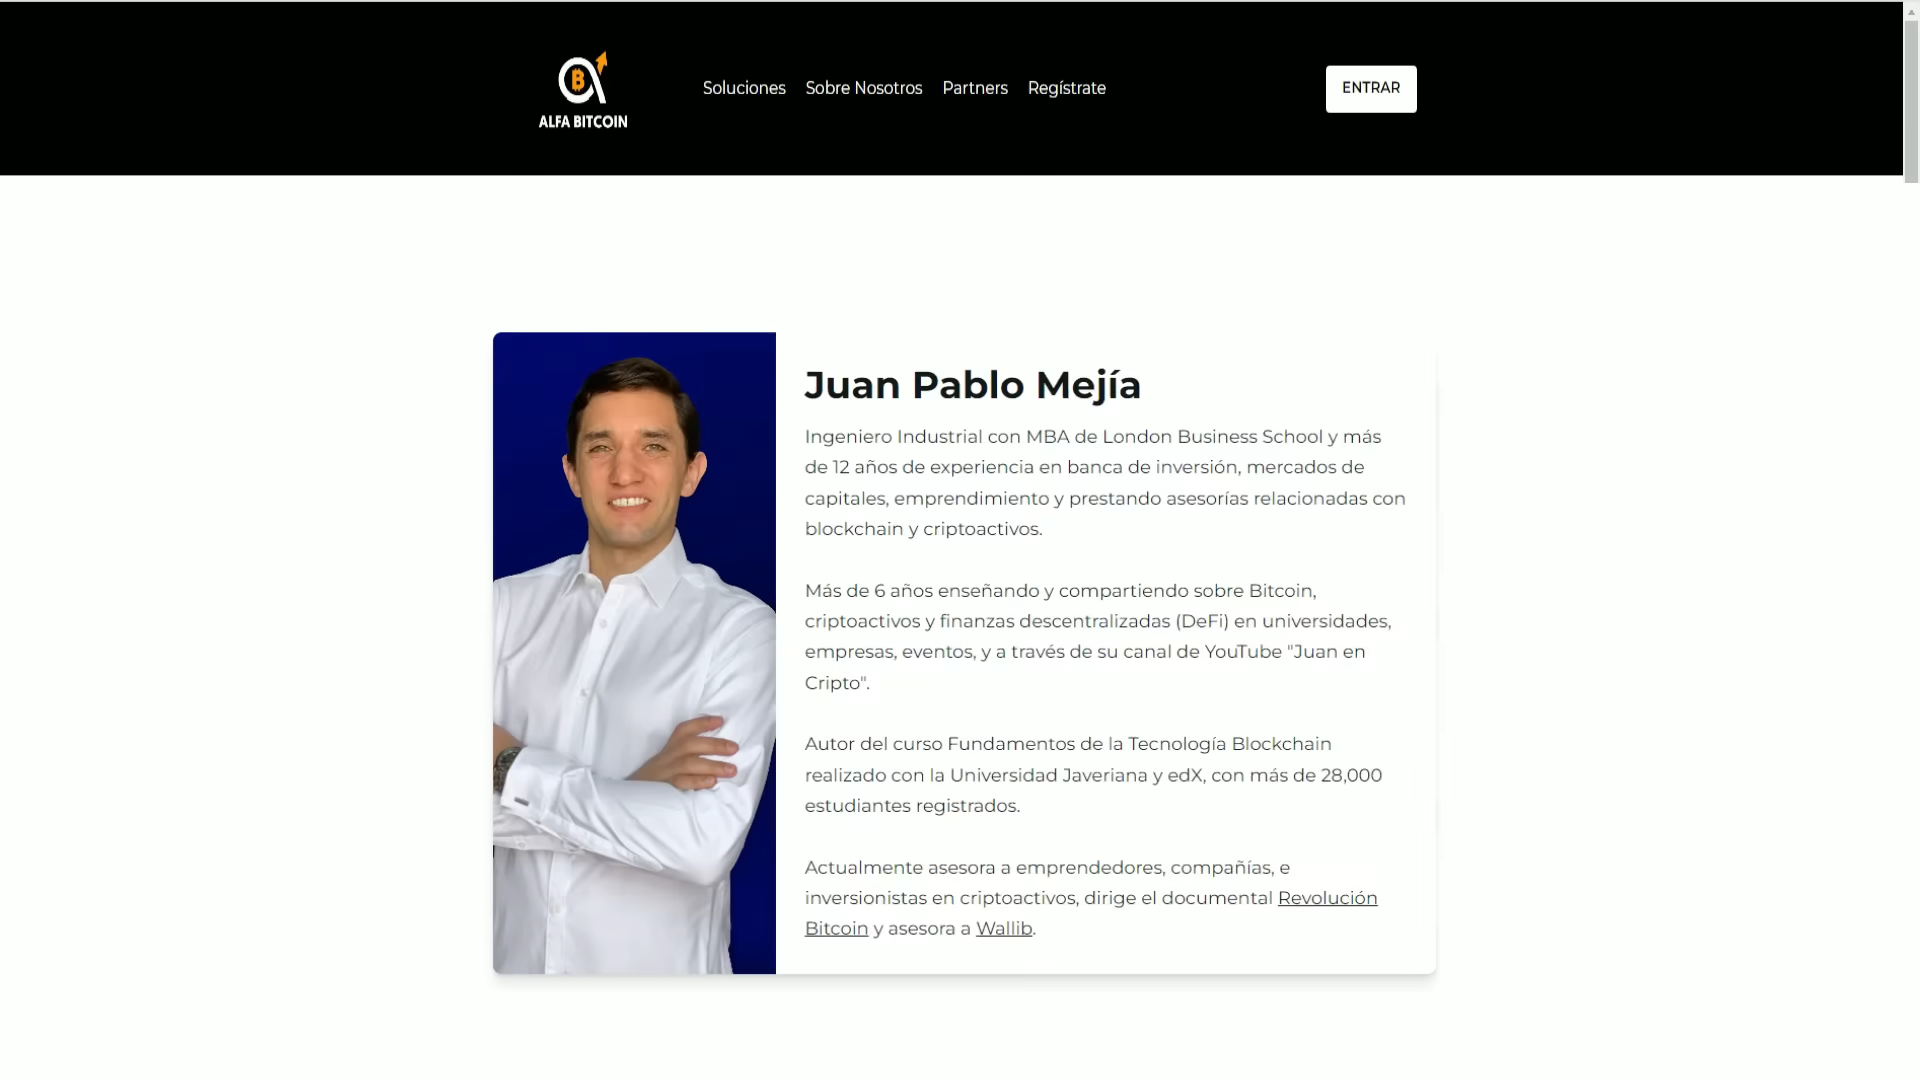 ALFA BITCOIN
Soluciones Sobre Nosotros Partners Regístrate
ENTRAR
Juan Pablo Mejía
Ingeniero Industrial con MBA de London Business School y más
de 12 años de experiencia en banca de inversión, mercados de
capitales, emprendimiento y prestando asesorías relacionadas con
blockchain y criptoactivos.
Más de 6 años enseñando y compartiendo sobre Bitcoin,
criptoactivos y finanzas descentralizadas (DeFi) en universidades,
empresas, eventos, y a través de su canal de YouTube "Juan en
Cripto".
Autor del curso Fundamentos de la Tecnología Blockchain
realizado con la Universidad Javeriana y edX, con más de 28,000
estudiantes registrados.
Actualmente asesora a emprendedores, compañías, e
inversionistas en criptoactivos, dirige el documental Revolución
Bitcoin y asesora a Wallib.